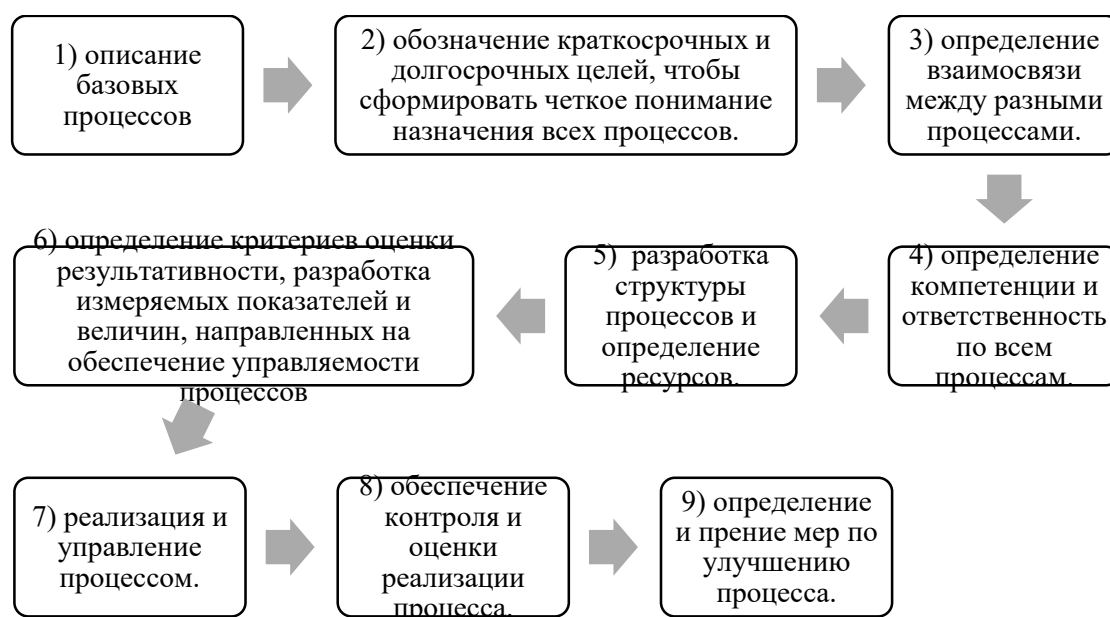 1) описание
базовых
процессов
2) обозначение краткосрочных и
долгосрочных целей, чтобы
сформировать четкое понимание
назначения всех процессов.
3) определение
взаимосвязи
между разными
процессами.
4) определение
компетенции и
ответственность
по всем
процессам.
5) разработка
структуры
процессов и
определение
ресурсов.
6) определение критериев оценки
результативности, разработка
измеряемых показателей и
величин, направленных на
обеспечение управляемости
процессов
7) реализация и
управление
процессом.
8) обеспечение
контроля и
оценки
реализации
процесса.
9) определение
и прение мер по
улучшению
процесса.